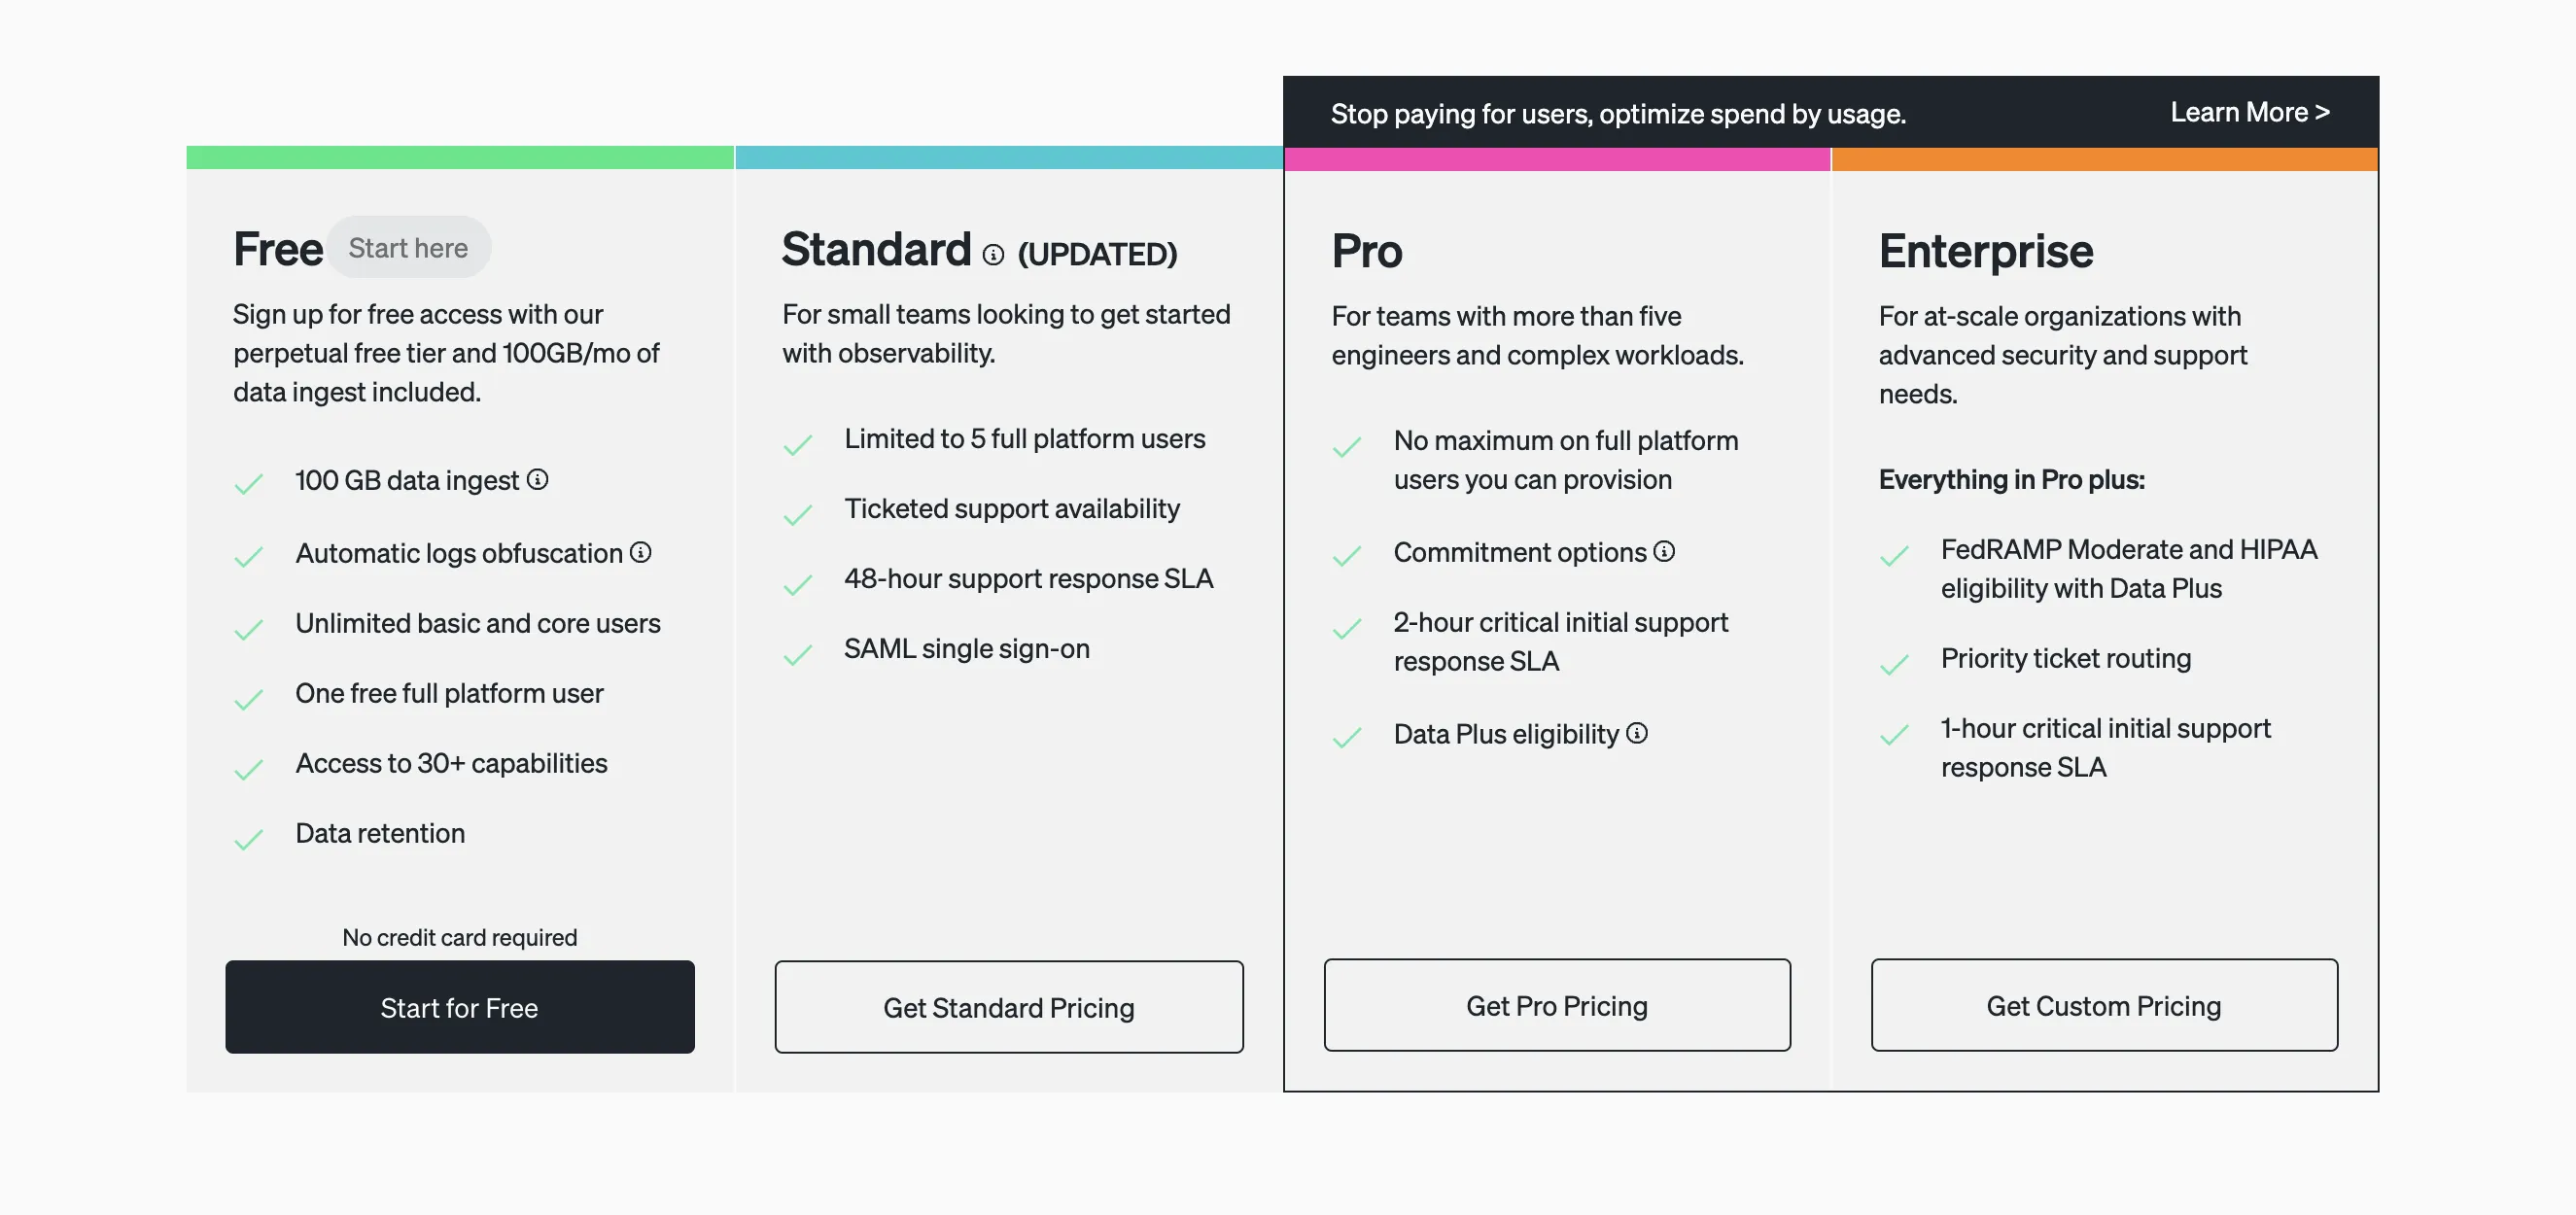 Stop paying for users, optimize spend by usage.
Learn More >
Free
Start here
Sign up for free access with our
perpetual free tier and 100GB/mo of
data ingest included.
100 GB data ingest
Automatic logs obfuscation
Unlimited basic and core users
One free full platform user
Access to 30+ capabilities
Data retention
No credit card required
Start for Free
Standard (UPDATED)
For small teams looking to get started
with observability.
Limited to 5 full platform users
Ticketed support availability
48-hour support response SLA
SAML single sign-on
Get Standard Pricing
Pro
For teams with more than five
engineers and complex workloads.
No maximum on full platform
users you can provision
Commitment options
2-hour critical initial support
response SLA
Data Plus eligibility
Get Pro Pricing
Enterprise
For at-scale organizations with
advanced security and support
needs.
Everything in Pro plus:
FedRAMP Moderate and HIPAA
eligibility with Data Plus
Priority ticket routing
1-hour critical initial support
response SLA
Get Custom Pricing